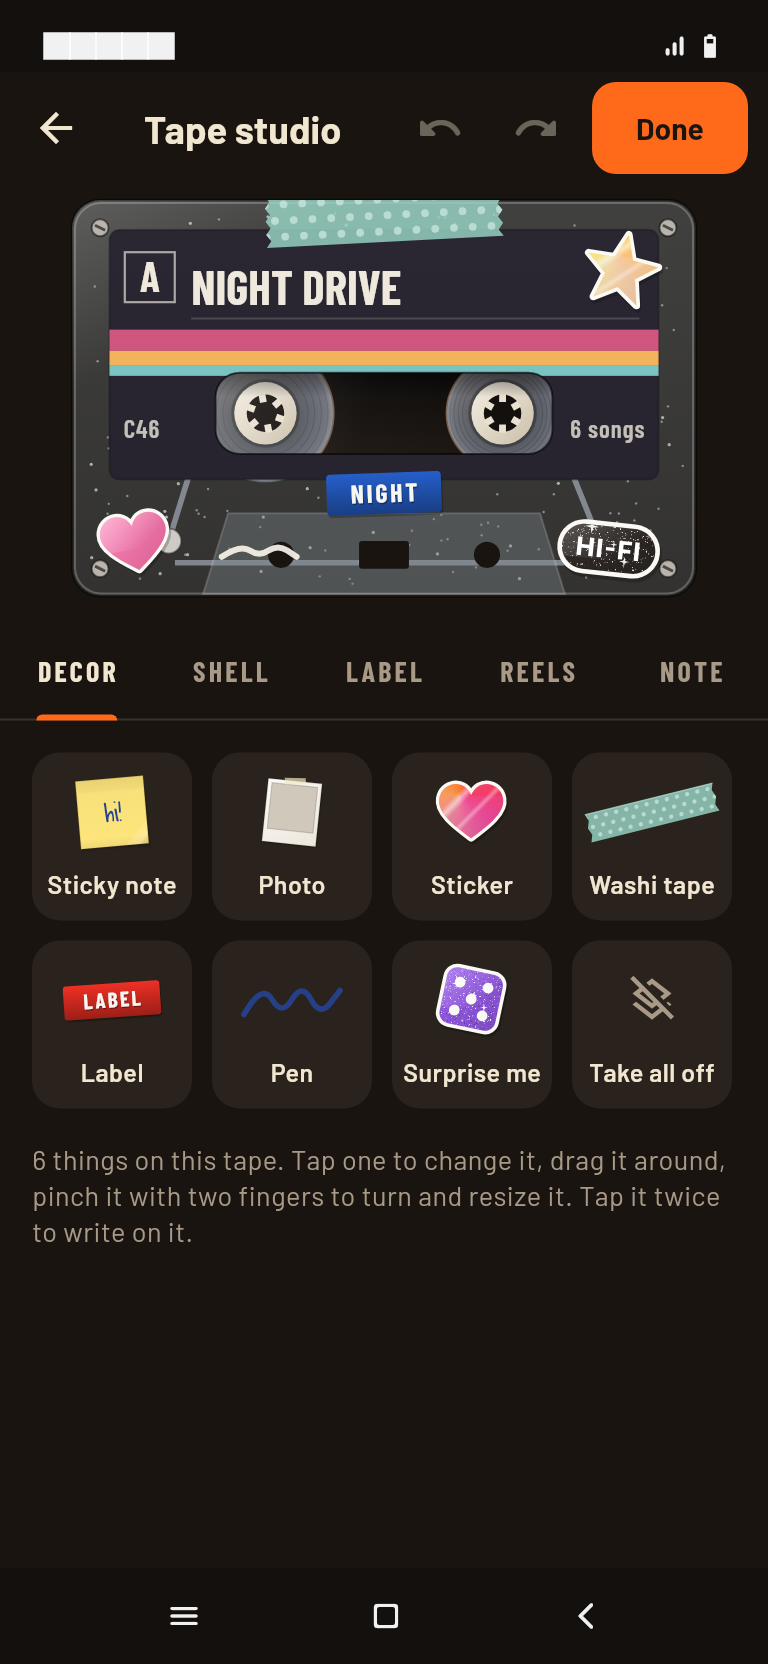 Tape studio
Done
A
NIGHT DRIVE
C46
6 songs
NIGHT
HI-FI
DECOR
SHELL
LABEL
REELS
NOTE
hi!
Sticky note
Photo
Sticker
Washi tape
LABEL
Label
Pen
Surprise me
Take all off
6 things on this tape. Tap one to change it, drag it around,
pinch it with two fingers to turn and resize it. Tap it twice
to write on it.